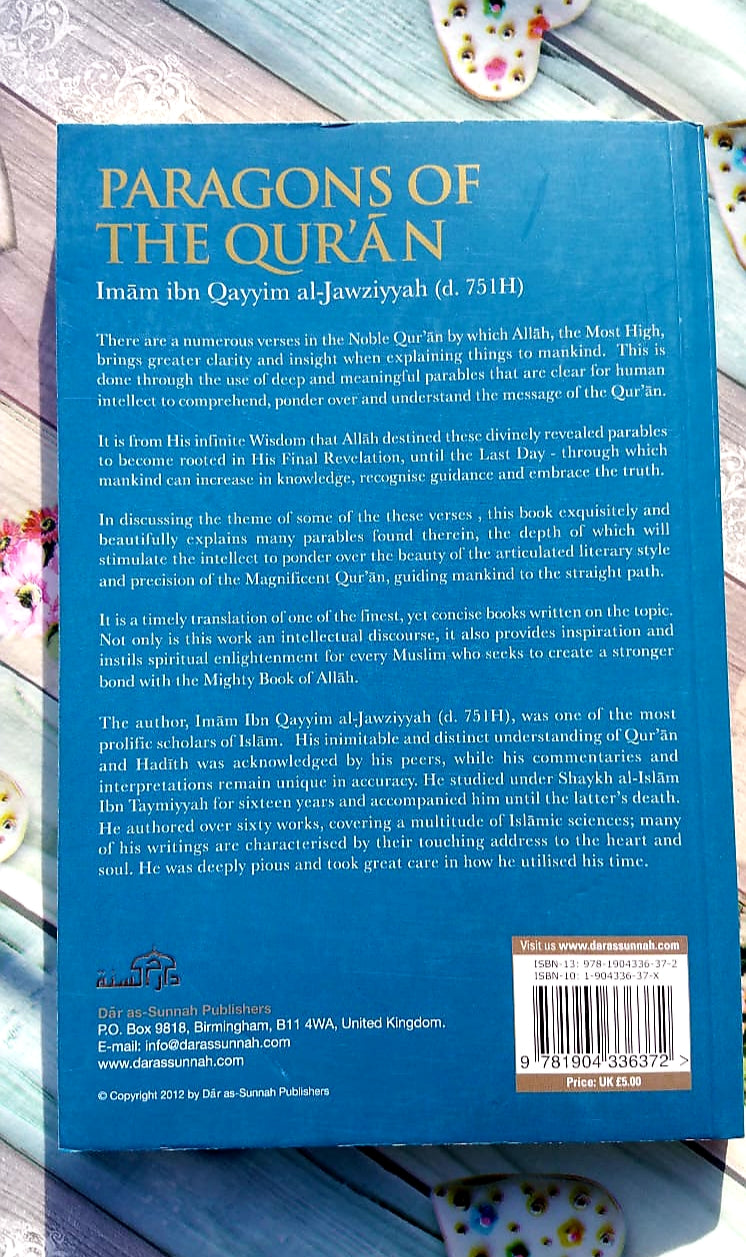 PARAGONS OF
THE QUR'ĀN
Imām ibn Qayyim al-Jawziyyah (d. 751H)
There are a numerous verses in the Noble Qur'ān by which Allāh, the Most High,
brings greater clarity and insight when explaining things to mankind. This is
done through the use of deep and meaningful parables that are clear for human
intellect to comprehend, ponder over and understand the message of the Qur'ān.
It is from His infinite Wisdom that Allāh destined these divinely revealed parables
to become rooted in His Final Revelation, until the Last Day - through which
mankind can increase in knowledge, recognise guidance and embrace the truth.
In discussing the theme of some of the these verses , this book exquisitely and
beautifully explains many parables found therein, the depth of which will
stimulate the intellect to ponder over the beauty of the articulated literary style
and precision of the Magnificent Qur'ān, guiding mankind to the straight path.
It is a timely translation of one of the finest, yet concise books written on the topic.
Not only is this work an intellectual discourse, it also provides inspiration and
instils spiritual enlightenment for every Muslim who seeks to create a stronger
bond with the Mighty Book of Allāh.
The author, Imām Ibn Qayyim al-Jawziyyah (d. 751H), was one of the most
prolific scholars of Islām. His inimitable and distinct understanding of Qur'ān
and Hadīth was acknowledged by his peers, while his commentaries and
interpretations remain unique in accuracy. He studied under Shaykh al-Islām
Ibn Taymiyyah for sixteen years and accompanied him until the latter's death.
He authored over sixty works, covering a multitude of Islāmic sciences; many
of his writings are characterised by their touching address to the heart and
soul. He was deeply pious and took great care in how he utilised his time.
دار السنة
Dār as-Sunnah Publishers
P.O. Box 9818, Birmingham, B11 4WA, United Kingdom.
E-mail: info@darassunnah.com
www.darassunnah.com
© Copyright 2012 by Dār as-Sunnah Publishers
Visit us www.darassunnah.com
ISBN-13: 978-1904336-37-2
ISBN-10: 1-904336-37-X
9 781904 336372 >
Price: UK £5.00